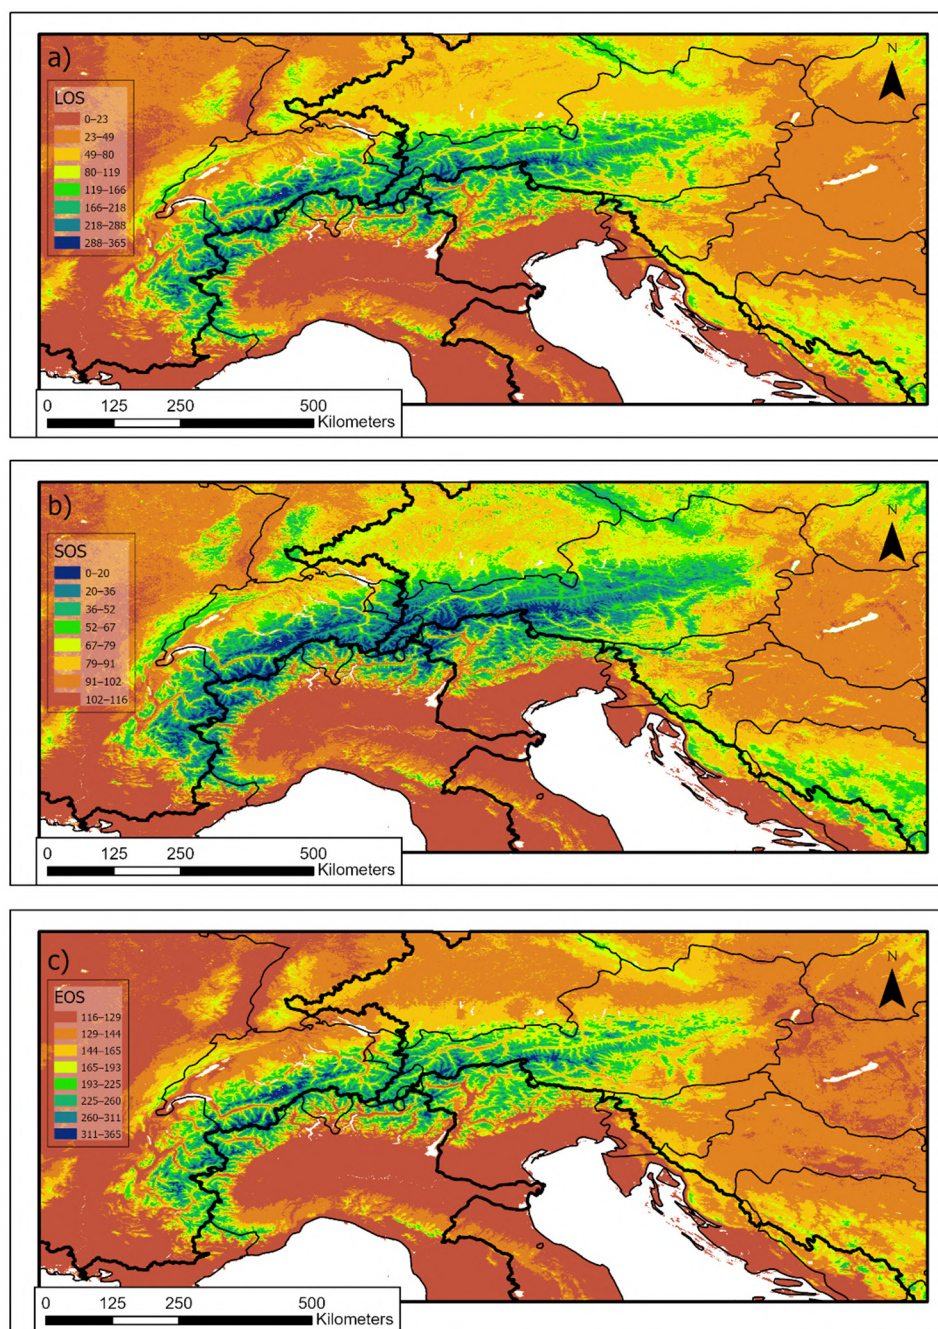 a)
N
LOS
0–23
23–49
49–80
80–119
119–166
166–218
218–288
288–365
0 125 250 500
Kilometers
b)
N
SOS
0–20
20–36
36–52
52–67
67–79
79–91
91–102
102–116
0 125 250 500
Kilometers
c)
N
EOS
116–129
129–144
144–165
165–193
193–225
225–260
260–311
311–365
0 125 250 500
Kilometers